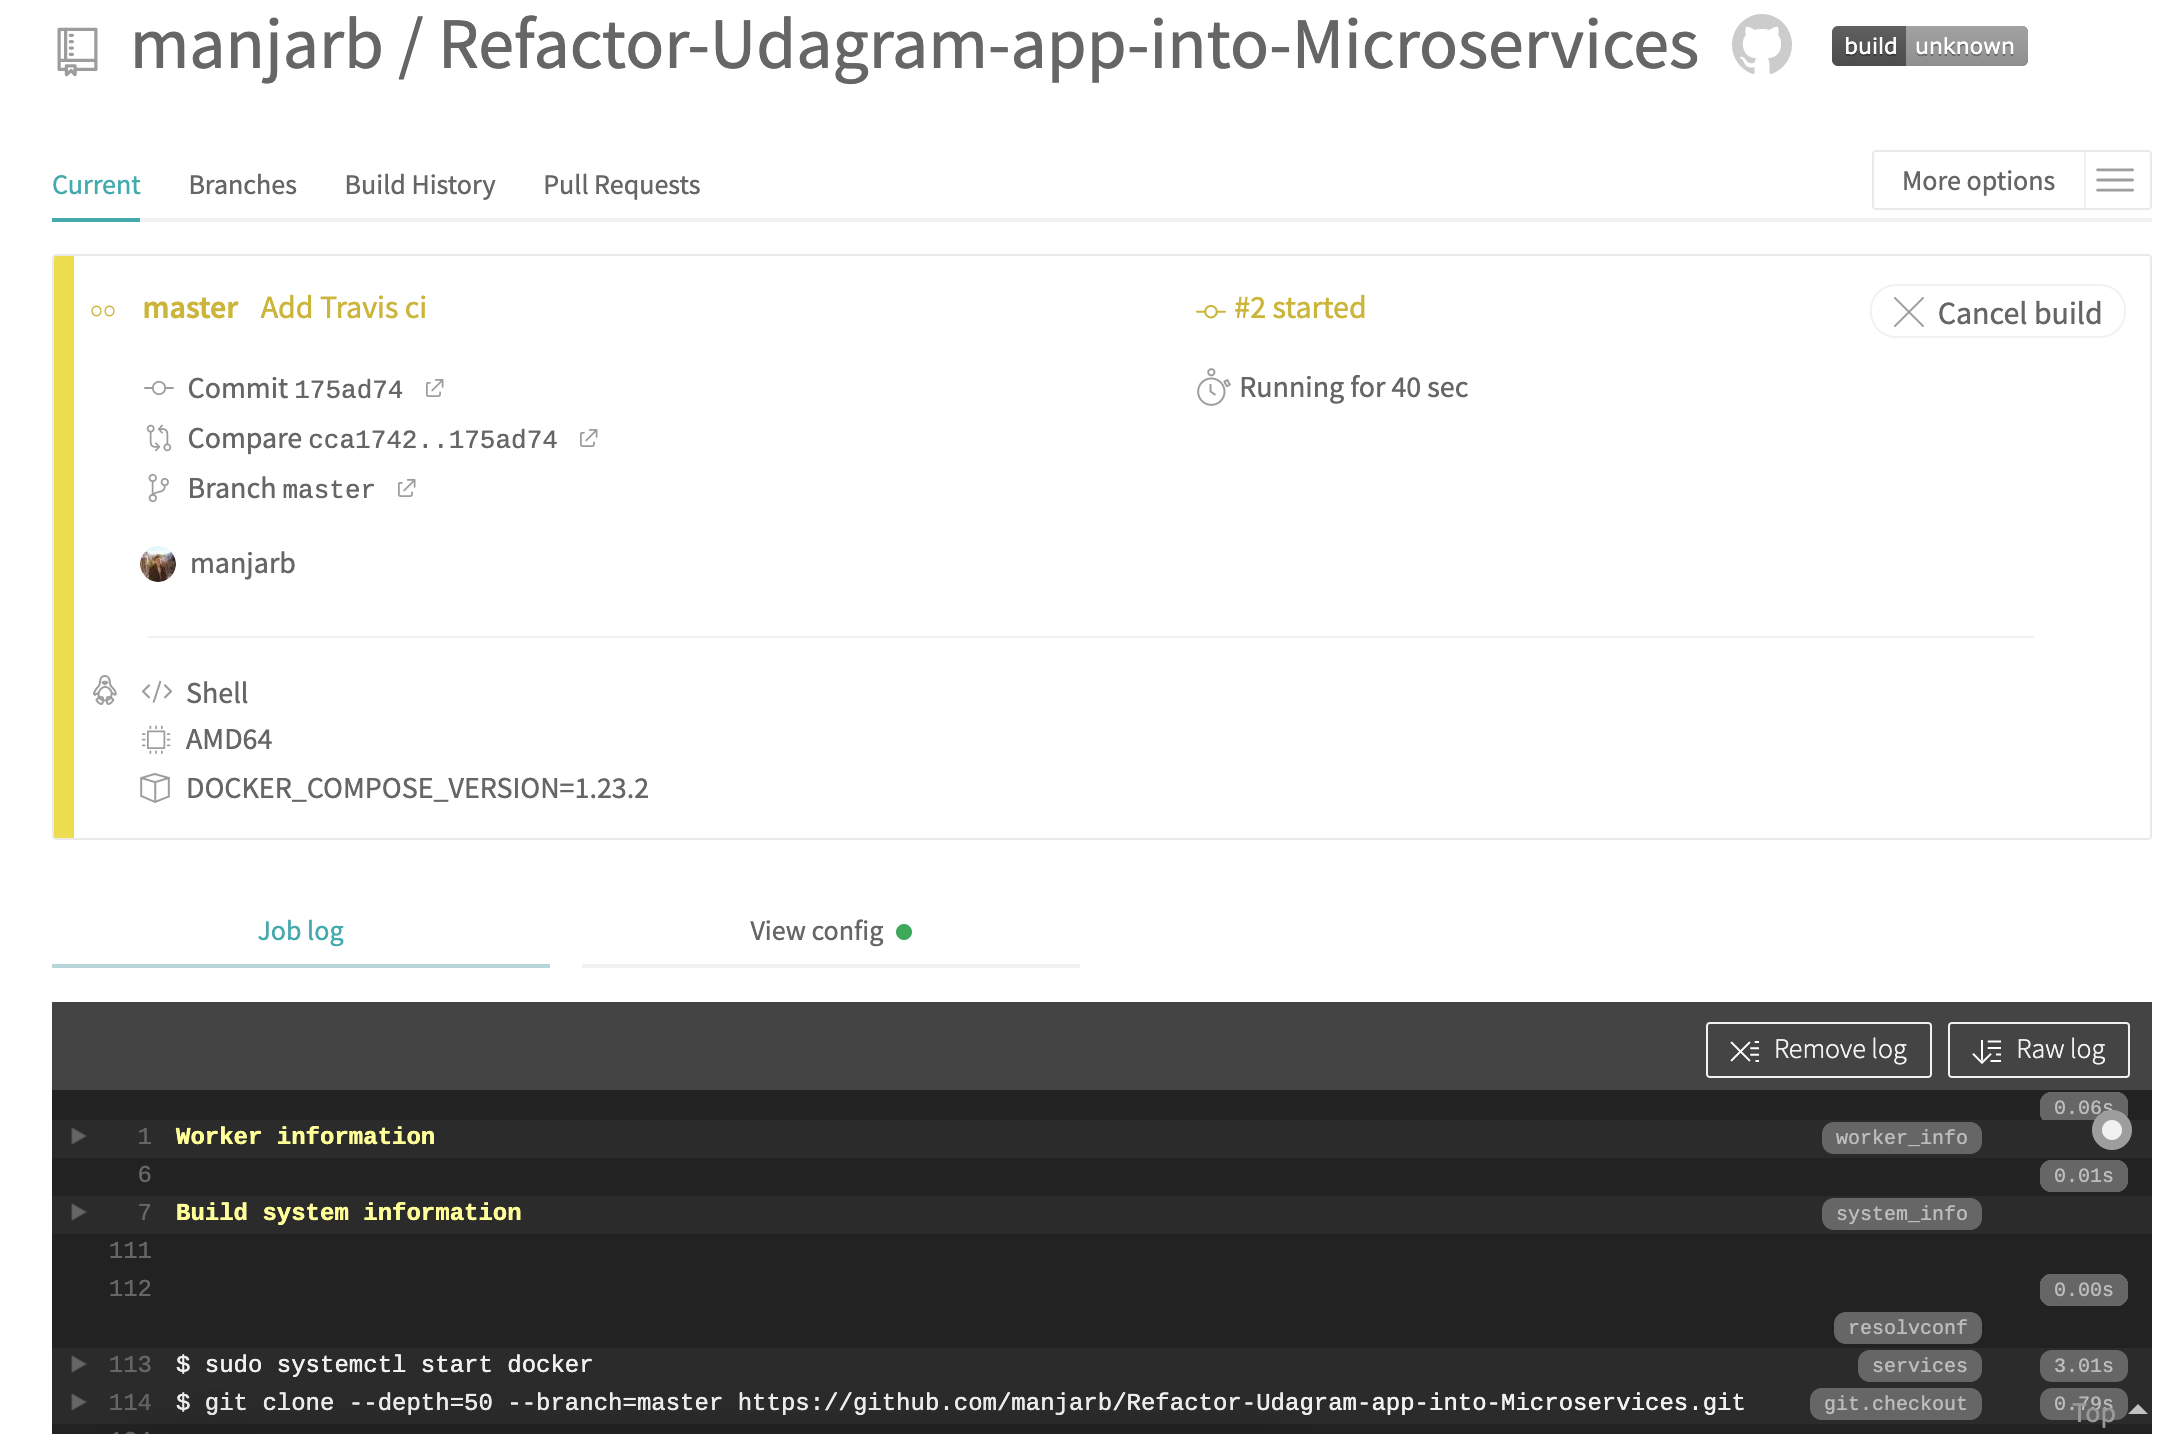 manjarb / Refactor-Udagram-app-into-Microservices build unknown
Current Branches Build History Pull Requests More options
master Add Travis ci #2 started Cancel build
Commit 175ad74 Running for 40 sec
Compare cca1742..175ad74
Branch master
manjarb
Shell
AMD64
DOCKER_COMPOSE_VERSION=1.23.2
Job log View config
Remove log Raw log
0.06s
1 Worker information worker_info
6 0.01s
7 Build system information system_info
111
112 0.00s
resolvconf
113 $ sudo systemctl start docker services 3.01s
114 $ git clone --depth=50 --branch=master https://github.com/manjarb/Refactor-Udagram-app-into-Microservices.git git.checkout 0.79s
Top